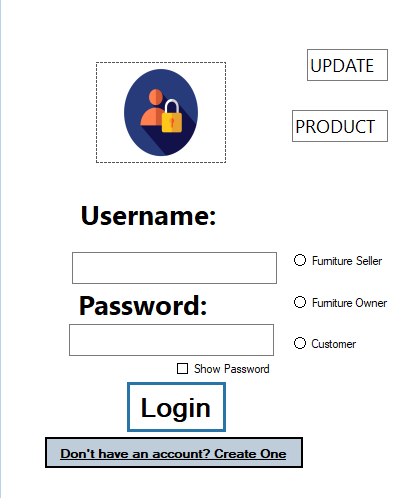 UPDATE
PRODUCT
Username:
Furniture Seller
Password:
Furniture Owner
Customer
Show Password
Login
Don't have an account? Create One